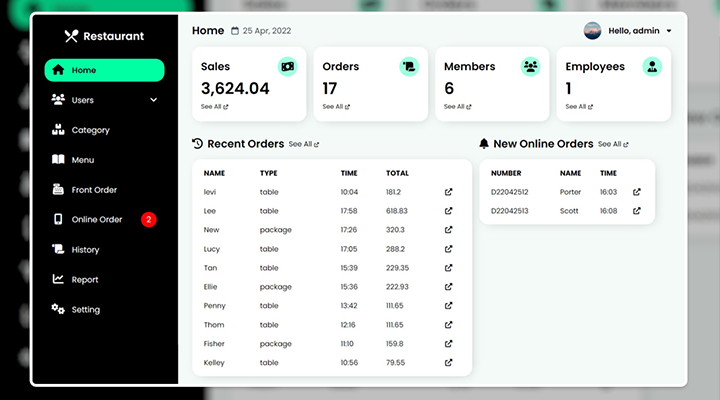 Restaurant
Home
Users
Category
Menu
Front Order
Online Order 2
History
Report
Setting
Home 25 Apr, 2022
Hello, admin
Sales
3,624.04
See All
Orders
17
See All
Members
6
See All
Employees
1
See All
Recent Orders See All
NAME TYPE TIME TOTAL
levi table 10:04 181.2
Lee table 17:58 618.83
New package 17:26 320.3
Lucy table 17:05 288.2
Tan table 15:39 229.35
Ellie package 15:36 222.93
Penny table 13:42 111.65
Thom table 12:16 111.65
Fisher package 11:10 159.8
Kelley table 10:56 79.55
New Online Orders See All
NUMBER NAME TIME
D22042512 Porter 16:03
D22042513 Scott 16:08